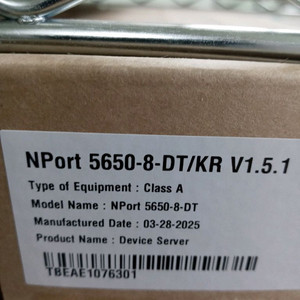 NPort 5650-8-DT/KR V1.5.1
Type of Equipment : Class A
Model Name : NPort 5650-8-DT
Manufactured Date : 03-28-2025
Product Name : Device Server
TBEAE1076301